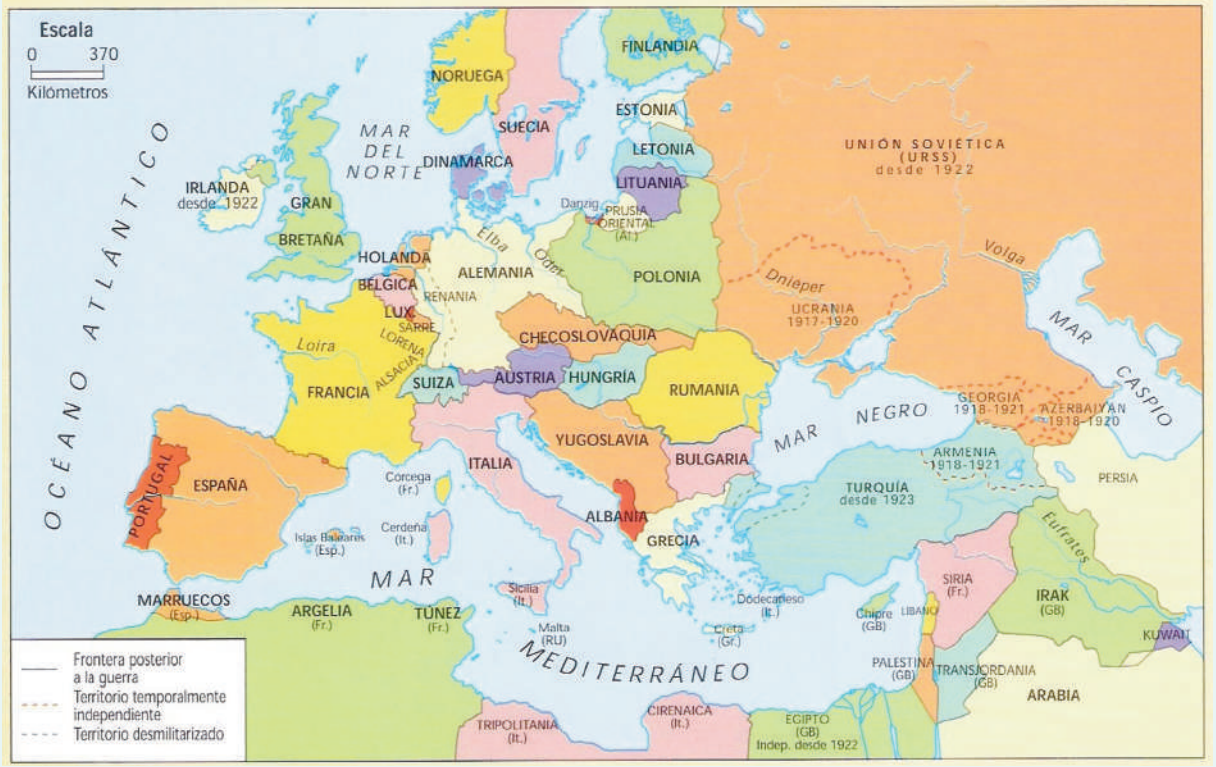 Escala
0 370
Kilómetros
OCÉANO ATLÁNTICO
MAR
DEL
NORTE
NORUEGA
SUECIA
FINLANDIA
ESTONIA
LETONIA
LITUANIA
DINAMARCA
UNIÓN SOVIÉTICA
(URSS)
desde 1922
IRLANDA
desde 1922
GRAN
BRETAÑA
Danzig
PRUSIA
ORIENTAL
(Al.)
HOLANDA
BÉLGICA
LUX.
SARRE
LORENA
ALSACIA
RENANIA
ALEMANIA
Elba
Oder
POLONIA
Volga
Dniéper
UCRANIA
1917-1920
CHECOSLOVAQUIA
Loira
FRANCIA
SUIZA
AUSTRIA
HUNGRÍA
RUMANIA
MAR
CASPIO
MAR NEGRO
GEORGIA
1918-1921
AZERBAIYÁN
1918-1920
ARMENIA
1918-1921
YUGOSLAVIA
BULGARIA
ITALIA
PORTUGAL
ESPAÑA
Corcega
(Fr.)
Cerdeña
(It.)
Islas Baleares
(Esp.)
ALBANIA
GRECIA
TURQUÍA
desde 1923
PERSIA
Eufrates
MAR
MEDITERRÁNEO
MARRUECOS
(Esp.)
ARGELIA
(Fr.)
TÚNEZ
(Fr.)
Sicilia
(It.)
Malta
(RU)
Creta
(Gr.)
Dodecaneso
(It.)
Chipre
(GB)
LÍBANO
SIRIA
(Fr.)
IRAK
(GB)
KUWAIT
PALESTINA
(GB)
TRANSJORDANIA
(GB)
ARABIA
TRIPOLITANIA
(It.)
CIRENAICA
(It.)
EGIPTO
(GB)
Indep. desde 1922
Frontera posterior
a la guerra
Territorio temporalmente
independiente
Territorio desmilitarizado